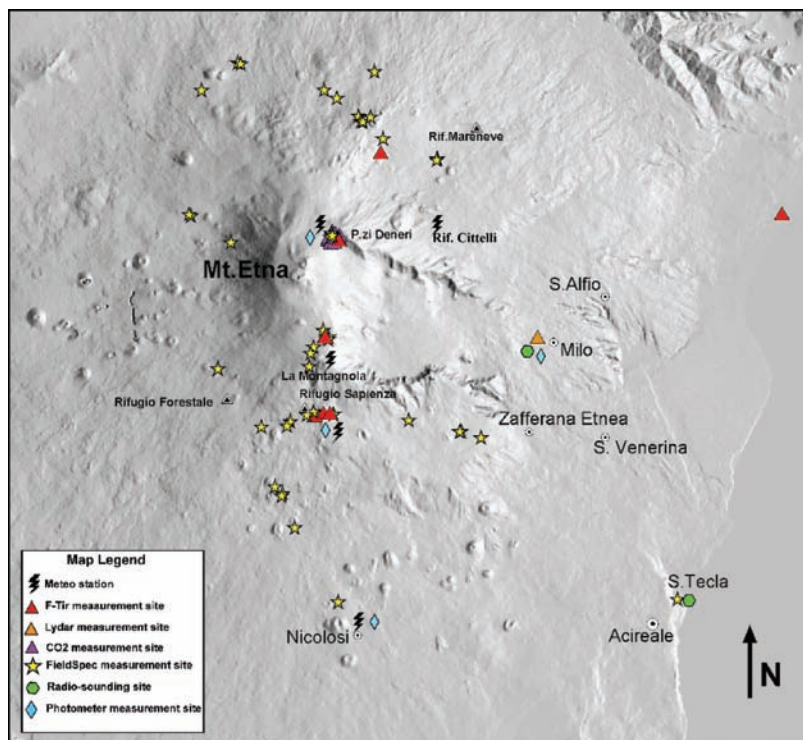 Rif.Mareneve
P.zi Deneri
Rif. Cittelli
Mt.Etna
S.Alfio
Milo
La Montagnola
Rifugio Sapienza
Rifugio Forestale
Zafferana Etnea
S. Venerina
S.Tecla
Nicolosi
Acireale
N
Map Legend
Meteo station
F-Tir measurement site
Lydar measurement site
CO2 measurement site
FieldSpec measurement site
Radio-sounding site
Photometer measurement site